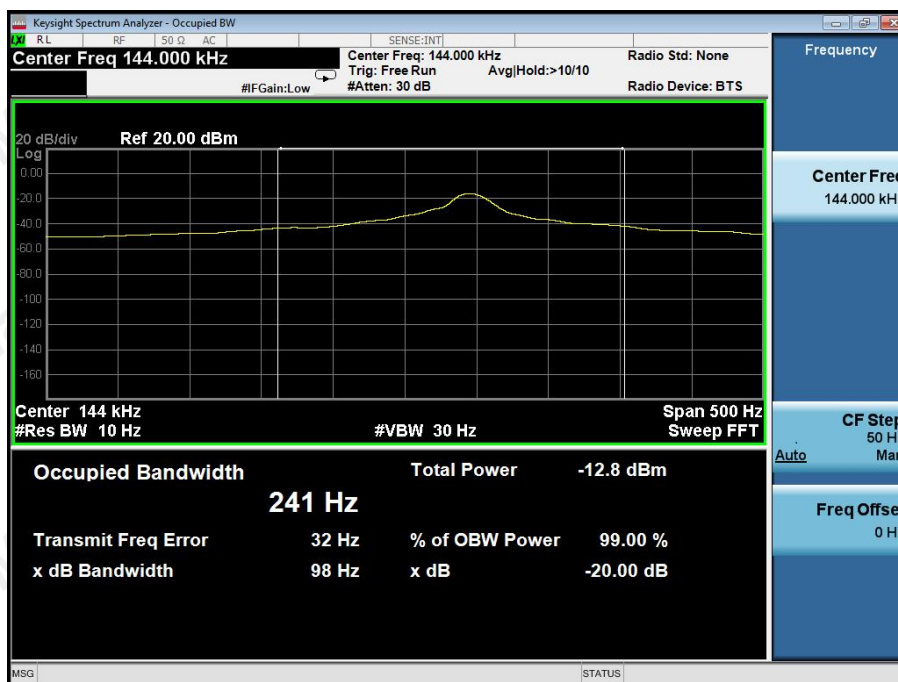 Keysight Spectrum Analyzer - Occupied BW
LXI RL RF 50 Ω AC SENSE:INT
Center Freq 144.000 kHz
Center Freq: 144.000 kHz Radio Std: None
Trig: Free Run Avg|Hold:>10/10
#IFGain:Low #Atten: 30 dB Radio Device: BTS
20 dB/div Ref 20.00 dBm
Log
0.00
-20.0
-40.0
-60.0
-80.0
-100
-120
-140
-160
Center 144 kHz Span 500 Hz
#Res BW 10 Hz #VBW 30 Hz Sweep FFT
Occupied Bandwidth Total Power -12.8 dBm
241 Hz
Transmit Freq Error 32 Hz % of OBW Power 99.00 %
x dB Bandwidth 98 Hz x dB -20.00 dB
MSG STATUS
Frequency
Center Fre
144.000 kH
CF Step
50 H
Auto Ma
Freq Offse
0 H